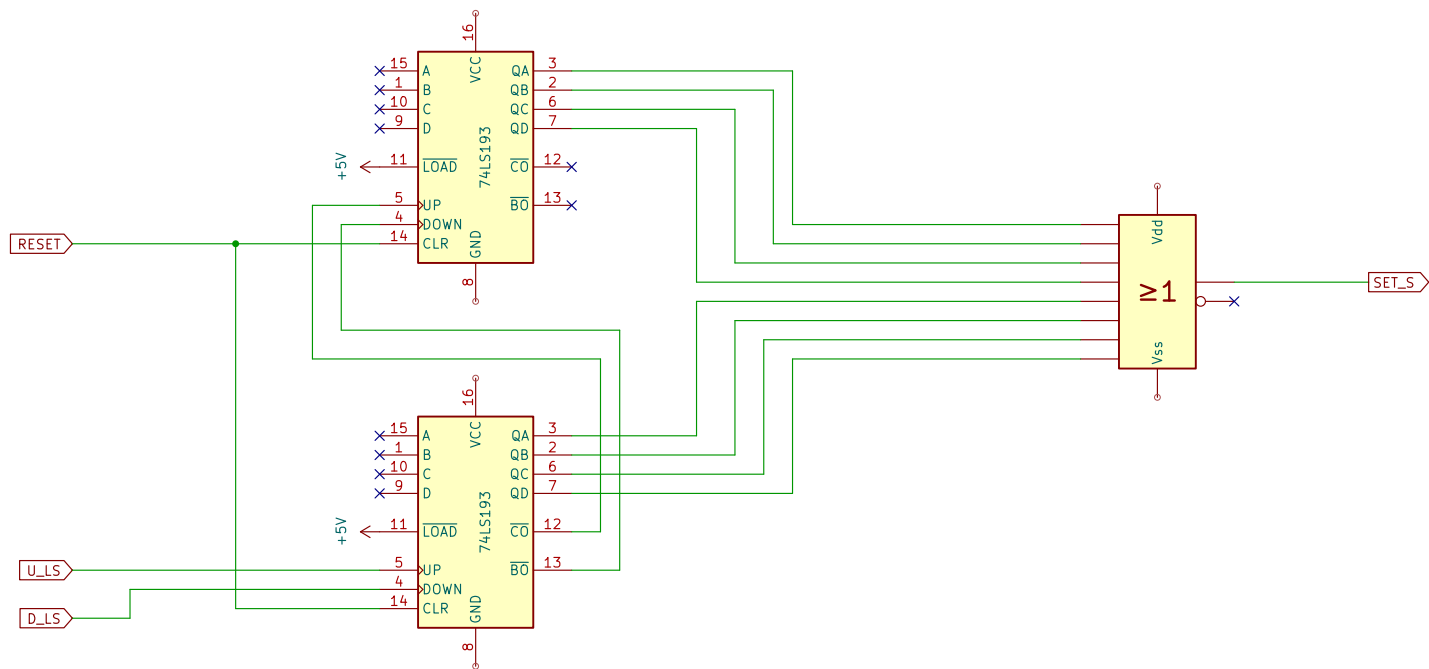 16
VCC
15 A QA 3
1 B QB 2
10 C QC 6
9 D QD 7
74LS193
+5V
11 LOAD CO 12
5 UP BO 13
4 DOWN
14 CLR
GND
8
RESET
Vdd
≥1
Vss
SET_S
16
VCC
15 A QA 3
1 B QB 2
10 C QC 6
9 D QD 7
74LS193
+5V
11 LOAD CO 12
U_LS
5 UP BO 13
4 DOWN
D_LS
14 CLR
GND
8